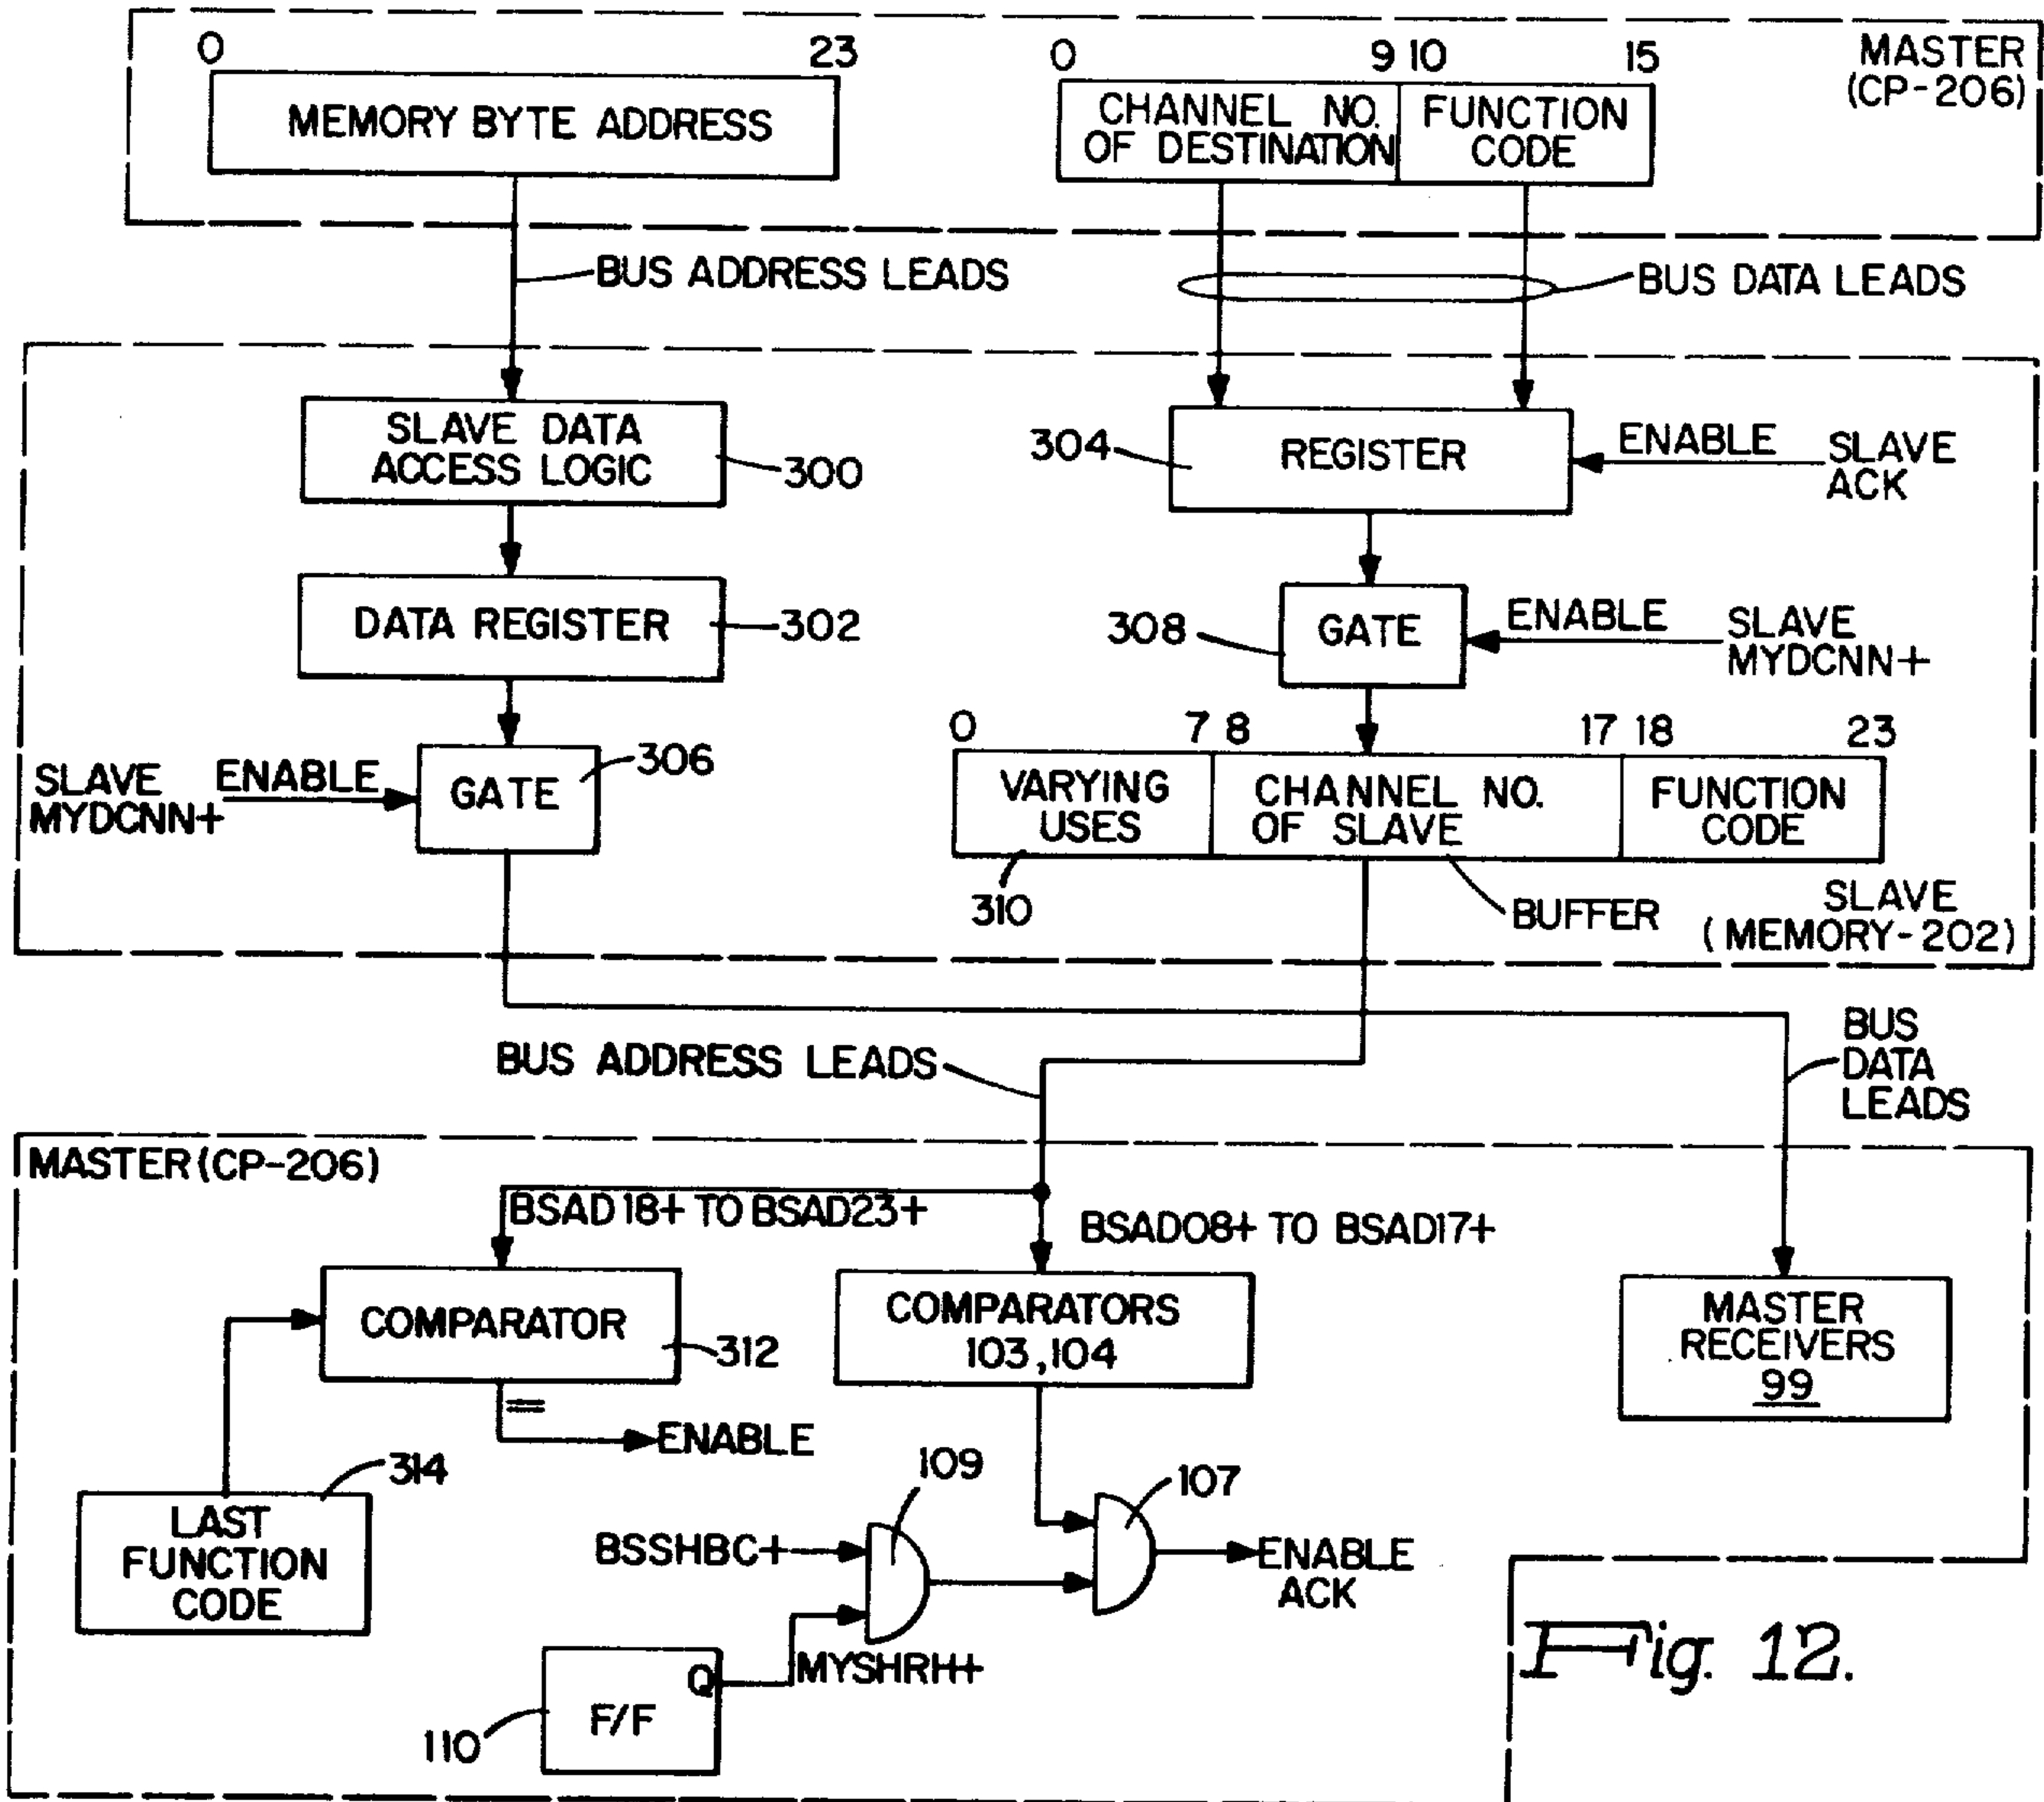 0 23 0 9 10 15
MASTER
(CP-206)
MEMORY BYTE ADDRESS
CHANNEL NO.
OF DESTINATION
FUNCTION
CODE
BUS ADDRESS LEADS
BUS DATA LEADS
SLAVE DATA
ACCESS LOGIC
300
304
REGISTER
ENABLE
SLAVE
ACK
DATA REGISTER
302
308
GATE
ENABLE
SLAVE
MYDCNN+
SLAVE
MYDCNN+
ENABLE
GATE
306
0 7 8 17 18 23
VARYING
USES
CHANNEL NO.
OF SLAVE
FUNCTION
CODE
310
BUFFER
SLAVE
(MEMORY-202)
BUS ADDRESS LEADS
BUS
DATA
LEADS
MASTER (CP-206)
BSAD18+ TO BSAD23+
BSAD08+ TO BSAD17+
COMPARATOR
312
COMPARATORS
103,104
MASTER
RECEIVERS
99
=
ENABLE
314
LAST
FUNCTION
CODE
109
107
BSSHBC+
ENABLE
ACK
MYSHRH+
Q
F/F
110
Fig. 12.